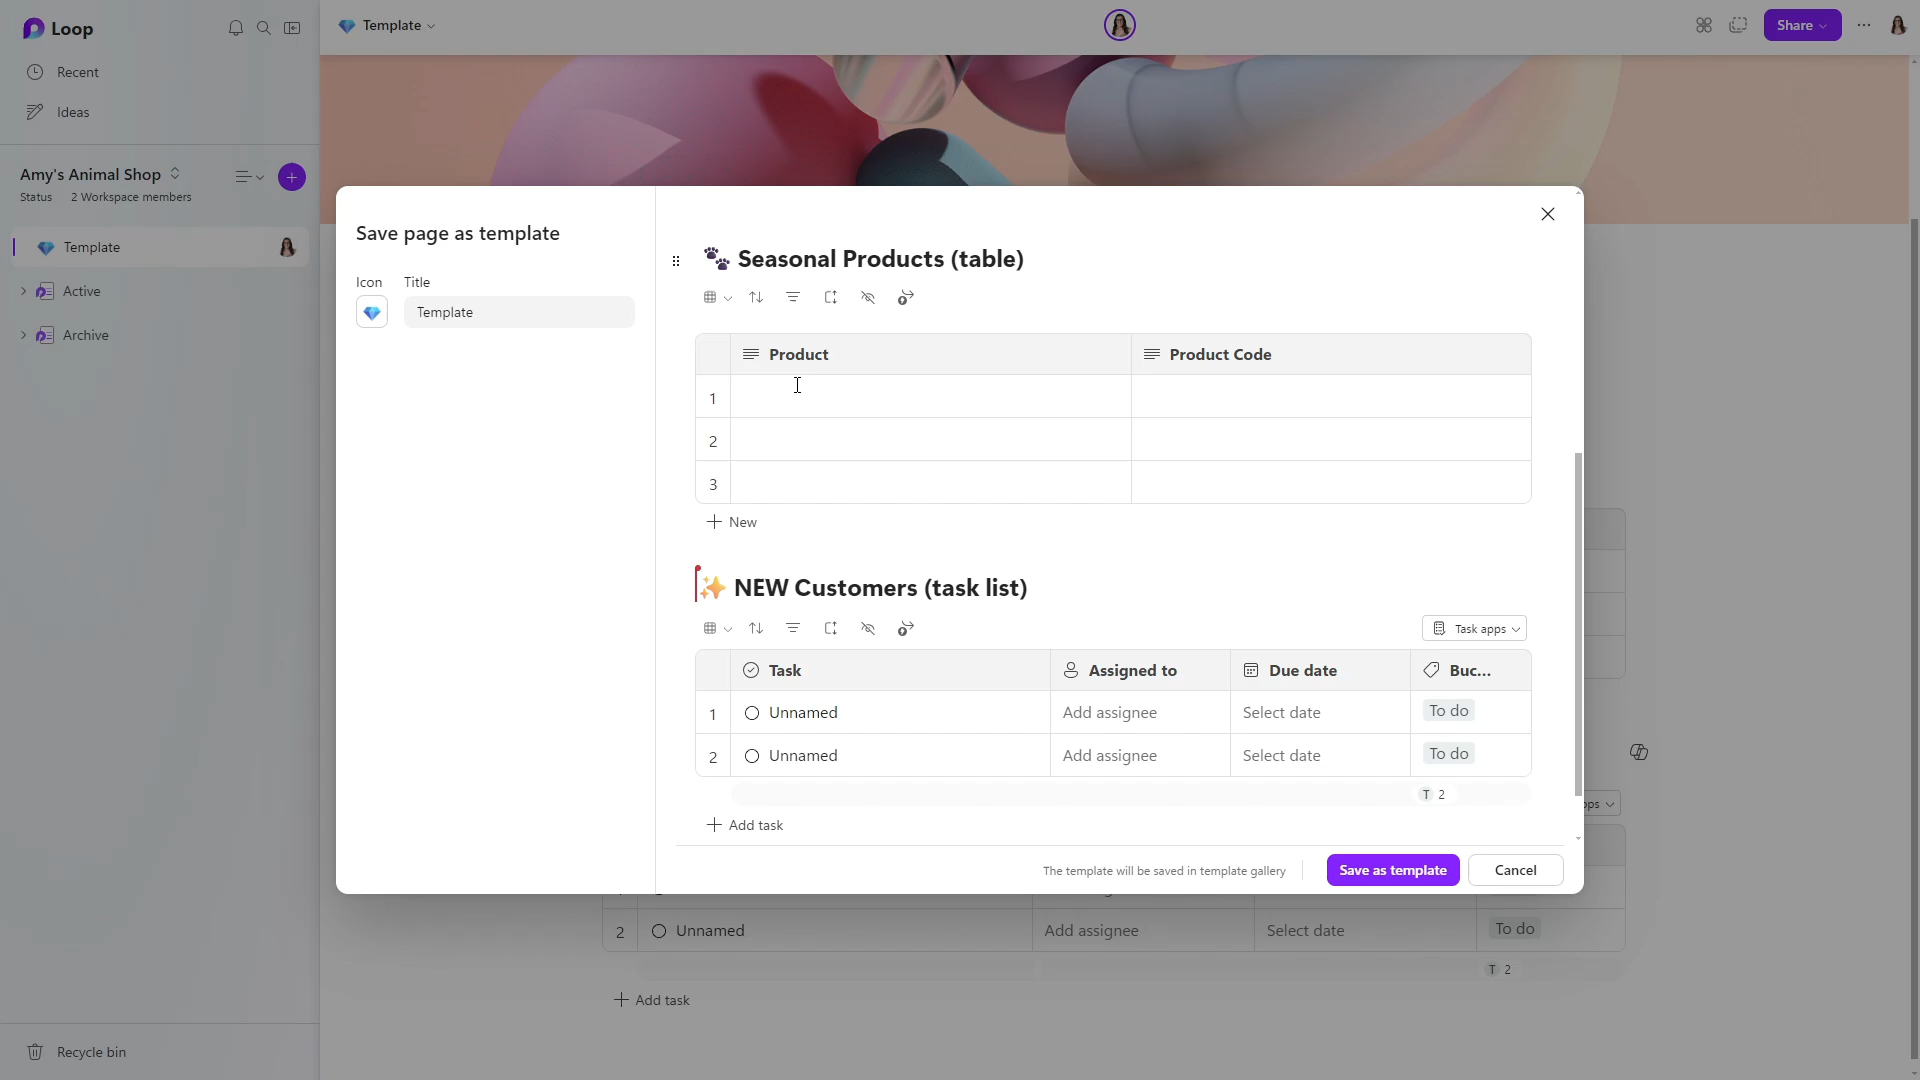 Loop
Recent
Ideas
Amy's Animal Shop
Status 2 Workspace members
Template
Active
Archive
Recycle bin
Template
Share
Save page as template
Icon Title
Template
Seasonal Products (table)
Product Product Code
1
2
3
New
NEW Customers (task list)
Task apps
Task Assigned to Due date Buc...
1 Unnamed Add assignee Select date To do
2 Unnamed Add assignee Select date To do
T 2
Add task
The template will be saved in template gallery
Save as template
Cancel
2 Unnamed Add assignee Select date To do
T 2
Add task